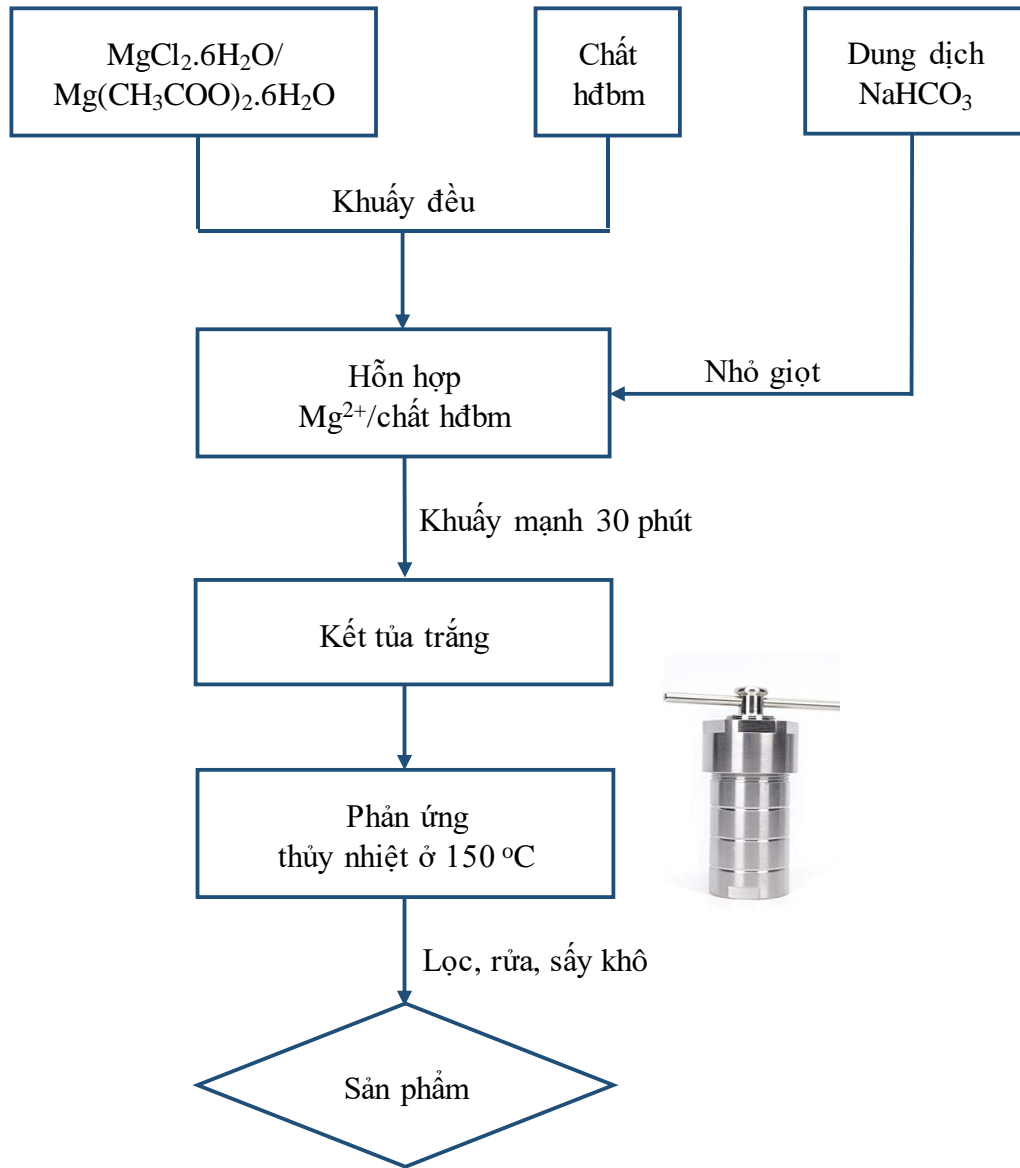 MgCl₂.6H₂O/
Mg(CH₃COO)₂.6H₂O
Chất
hđbm
Dung dịch
NaHCO₃
Khuấy đều
Hỗn hợp
Mg²⁺/chất hđbm
Nhỏ giọt
Khuấy mạnh 30 phút
Kết tủa trắng
Phản ứng
thủy nhiệt ở 150 ᵒC
Lọc, rửa, sấy khô
Sản phẩm